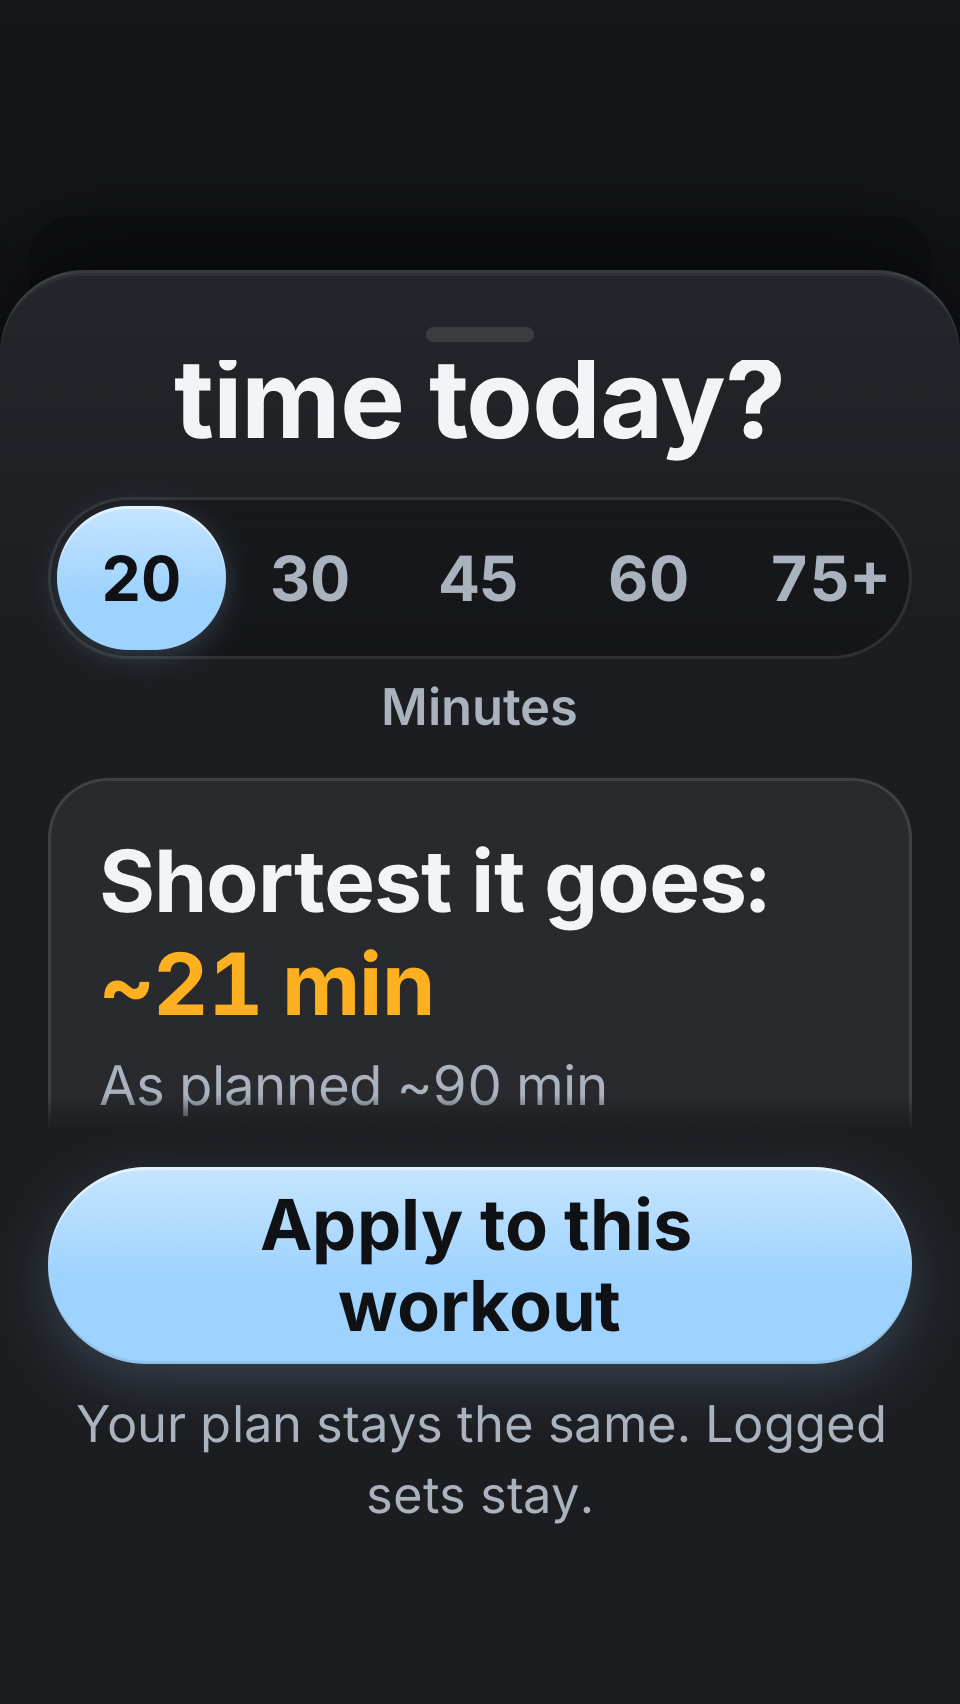 time today?
20 30 45 60 75+
Minutes
Shortest it goes:
~21 min
As planned ~90 min
Apply to this
workout
Your plan stays the same. Logged
sets stay.